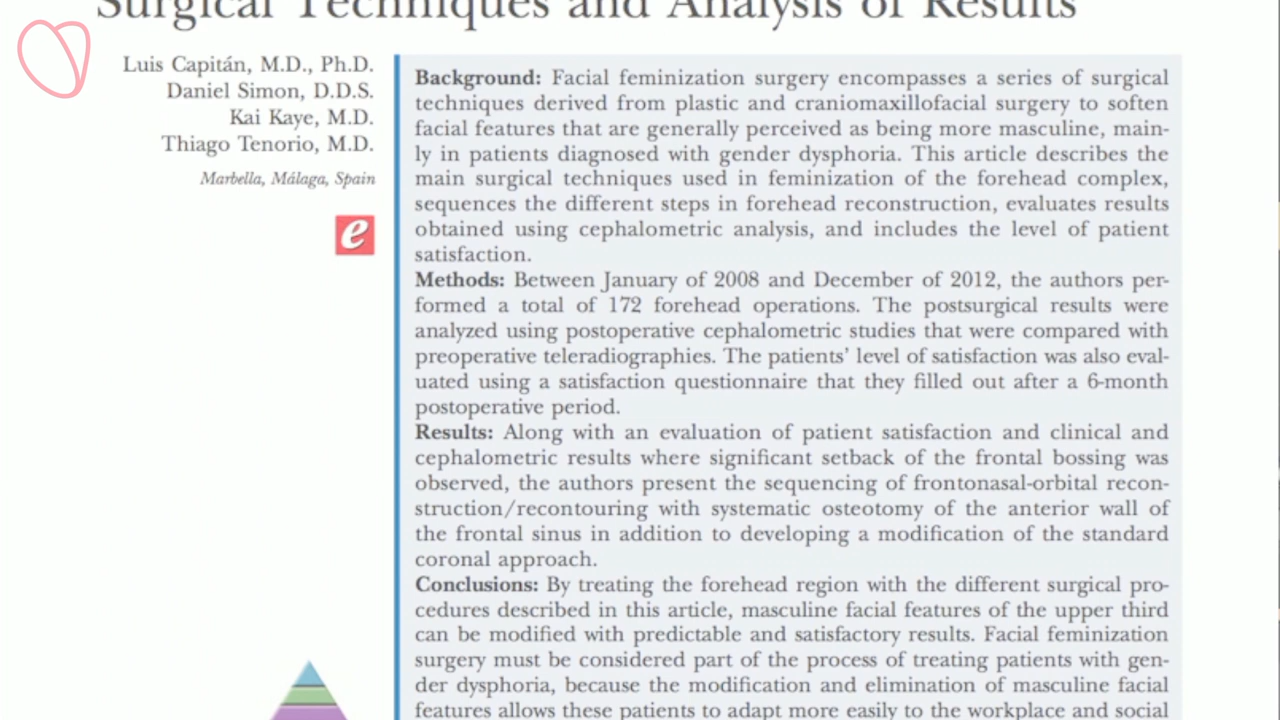 Surgical Techniques and Analysis of Results
Luis Capitán, M.D., Ph.D.
Daniel Simon, D.D.S.
Kai Kaye, M.D.
Thiago Tenorio, M.D.
Marbella, Málaga, Spain
e
Background: Facial feminization surgery encompasses a series of surgical
techniques derived from plastic and craniomaxillofacial surgery to soften
facial features that are generally perceived as being more masculine, main-
ly in patients diagnosed with gender dysphoria. This article describes the
main surgical techniques used in feminization of the forehead complex,
sequences the different steps in forehead reconstruction, evaluates results
obtained using cephalometric analysis, and includes the level of patient
satisfaction.
Methods: Between January of 2008 and December of 2012, the authors per-
formed a total of 172 forehead operations. The postsurgical results were
analyzed using postoperative cephalometric studies that were compared with
preoperative teleradiographies. The patients’ level of satisfaction was also eval-
uated using a satisfaction questionnaire that they filled out after a 6-month
postoperative period.
Results: Along with an evaluation of patient satisfaction and clinical and
cephalometric results where significant setback of the frontal bossing was
observed, the authors present the sequencing of frontonasal-orbital recon-
struction/recontouring with systematic osteotomy of the anterior wall of
the frontal sinus in addition to developing a modification of the standard
coronal approach.
Conclusions: By treating the forehead region with the different surgical pro-
cedures described in this article, masculine facial features of the upper third
can be modified with predictable and satisfactory results. Facial feminization
surgery must be considered part of the process of treating patients with gen-
der dysphoria, because the modification and elimination of masculine facial
features allows these patients to adapt more easily to the workplace and social